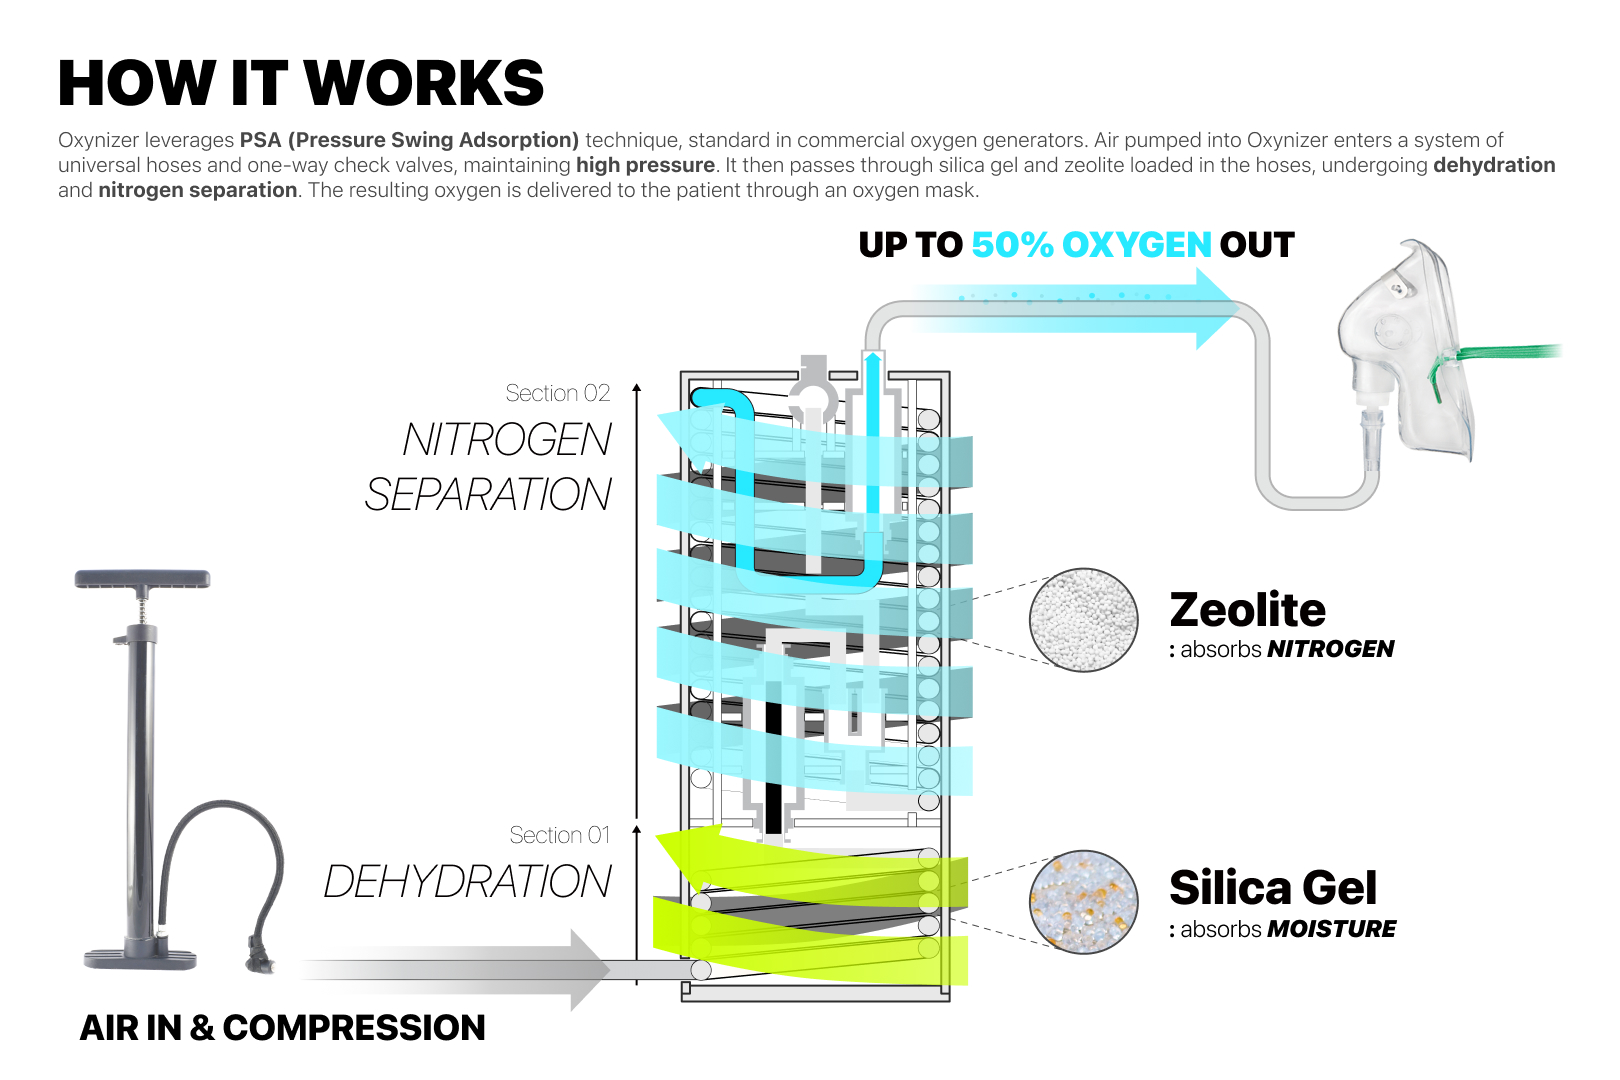 HOW IT WORKS
Oxynizer leverages PSA (Pressure Swing Adsorption) technique, standard in commercial oxygen generators. Air pumped into Oxynizer enters a system of
universal hoses and one-way check valves, maintaining high pressure. It then passes through silica gel and zeolite loaded in the hoses, undergoing dehydration
and nitrogen separation. The resulting oxygen is delivered to the patient through an oxygen mask.
UP TO 50% OXYGEN OUT
Section 02
NITROGEN
SEPARATION
Zeolite
: absorbs NITROGEN
Section 01
DEHYDRATION
Silica Gel
: absorbs MOISTURE
AIR IN & COMPRESSION